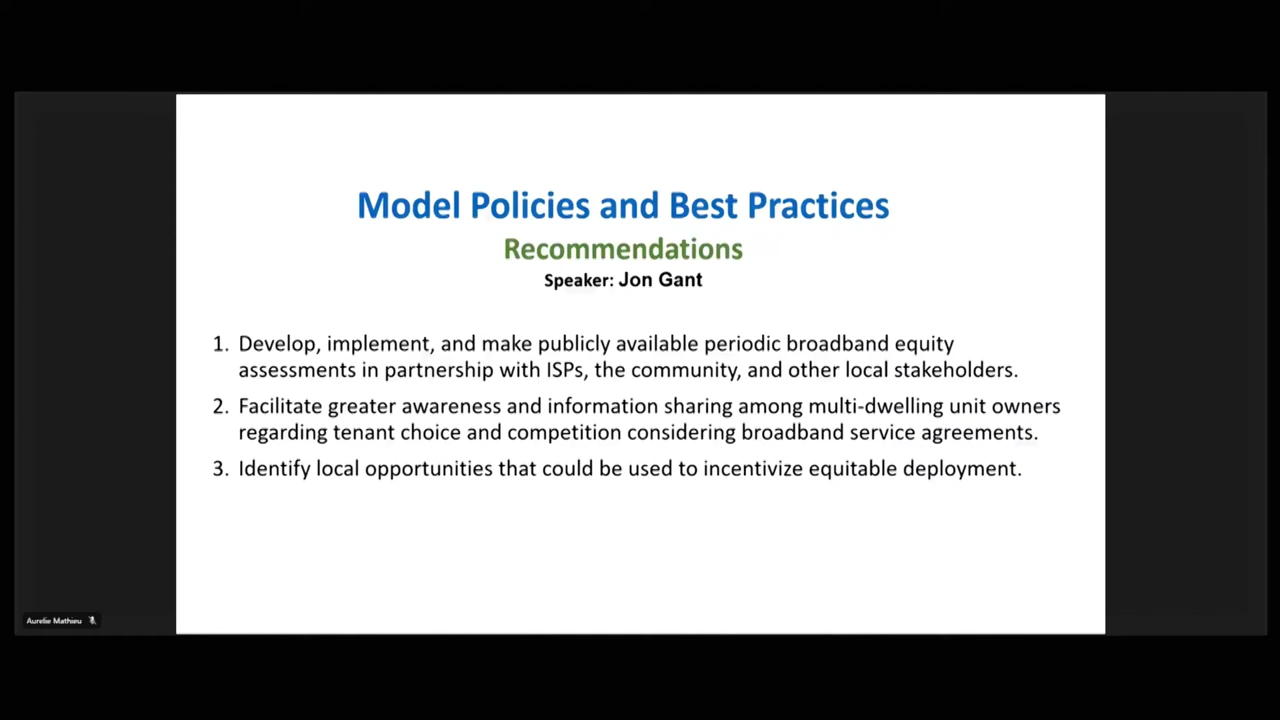 Model Policies and Best Practices
Recommendations
Speaker: Jon Gant
1. Develop, implement, and make publicly available periodic broadband equity
assessments in partnership with ISPs, the community, and other local stakeholders.
2. Facilitate greater awareness and information sharing among multi-dwelling unit owners
regarding tenant choice and competition considering broadband service agreements.
3. Identify local opportunities that could be used to incentivize equitable deployment.
Aurelie Mathieu